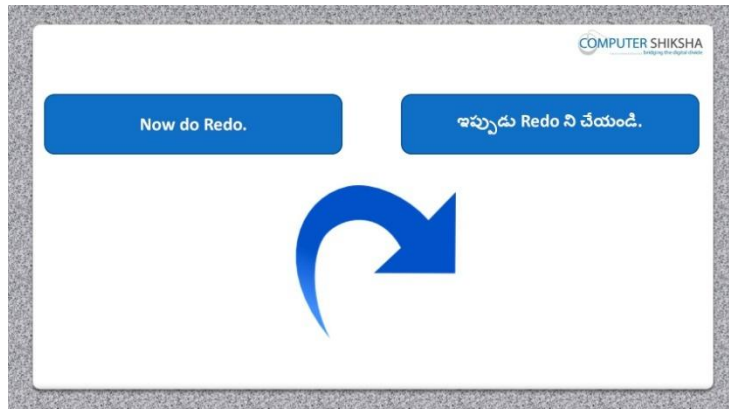 COMPUTER SHIKSHA
bridging the digital divide
Now do Redo.
ఇప్పుడు Redo ని చేయండి.